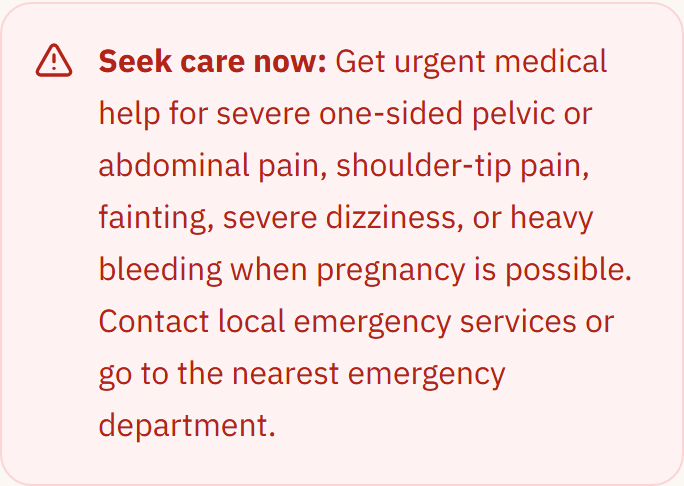 Seek care now: Get urgent medical
help for severe one-sided pelvic or
abdominal pain, shoulder-tip pain,
fainting, severe dizziness, or heavy
bleeding when pregnancy is possible.
Contact local emergency services or
go to the nearest emergency
department.